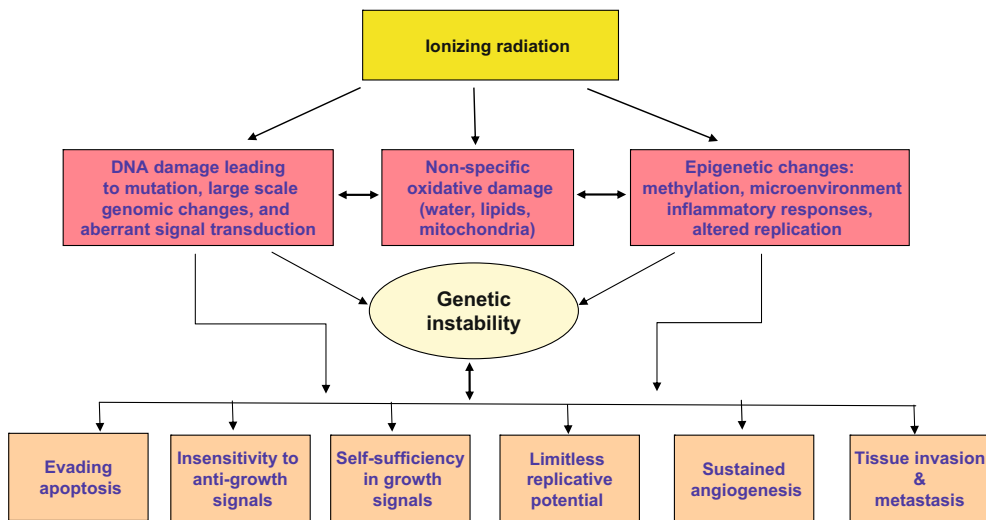 Ionizing radiation
DNA damage leading
to mutation, large scale
genomic changes, and
aberrant signal transduction
Non-specific
oxidative damage
(water, lipids,
mitochondria)
Epigenetic changes:
methylation, microenvironment
inflammatory responses,
altered replication
Genetic
instability
Evading
apoptosis
Insensitivity to
anti-growth
signals
Self-sufficiency
in growth
signals
Limitless
replicative
potential
Sustained
angiogenesis
Tissue invasion
&
metastasis